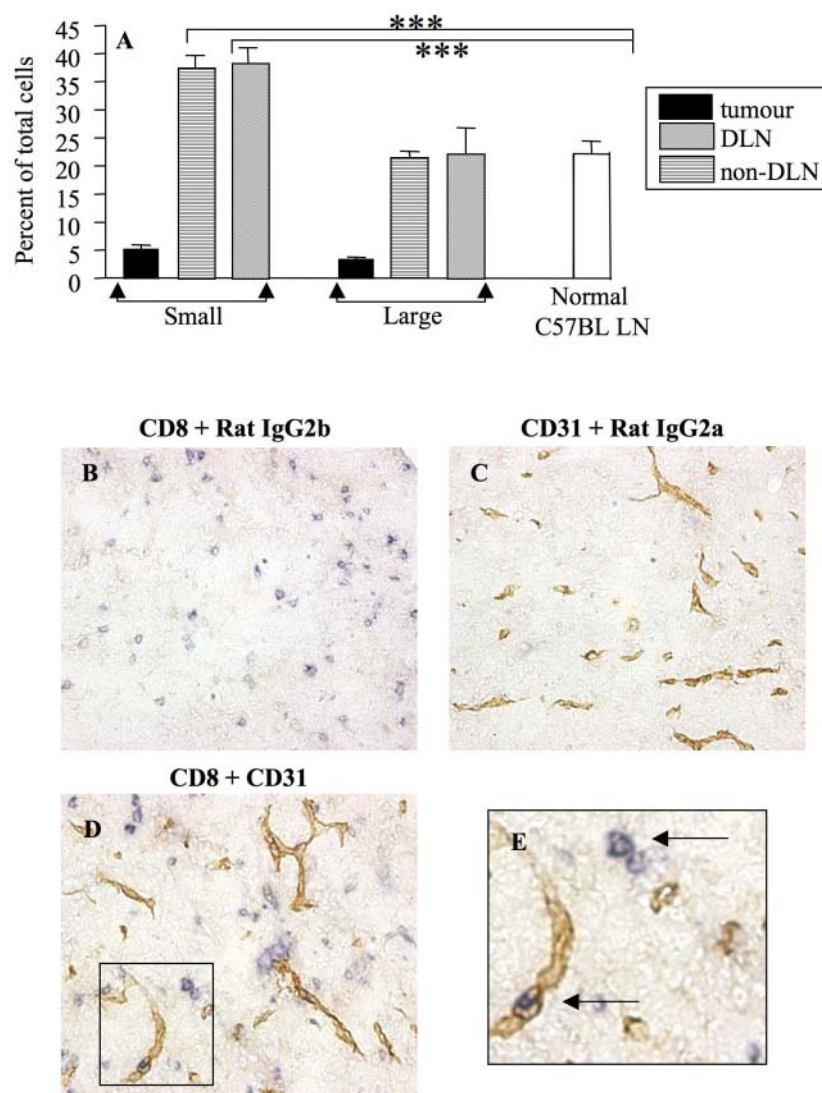 A
***
***
Percent of total cells
45
40
35
30
25
20
15
10
5
0
tumour
DLN
non-DLN
Small
Large
Normal
C57BL LN
CD8 + Rat IgG2b
CD31 + Rat IgG2a
B
C
CD8 + CD31
D
E